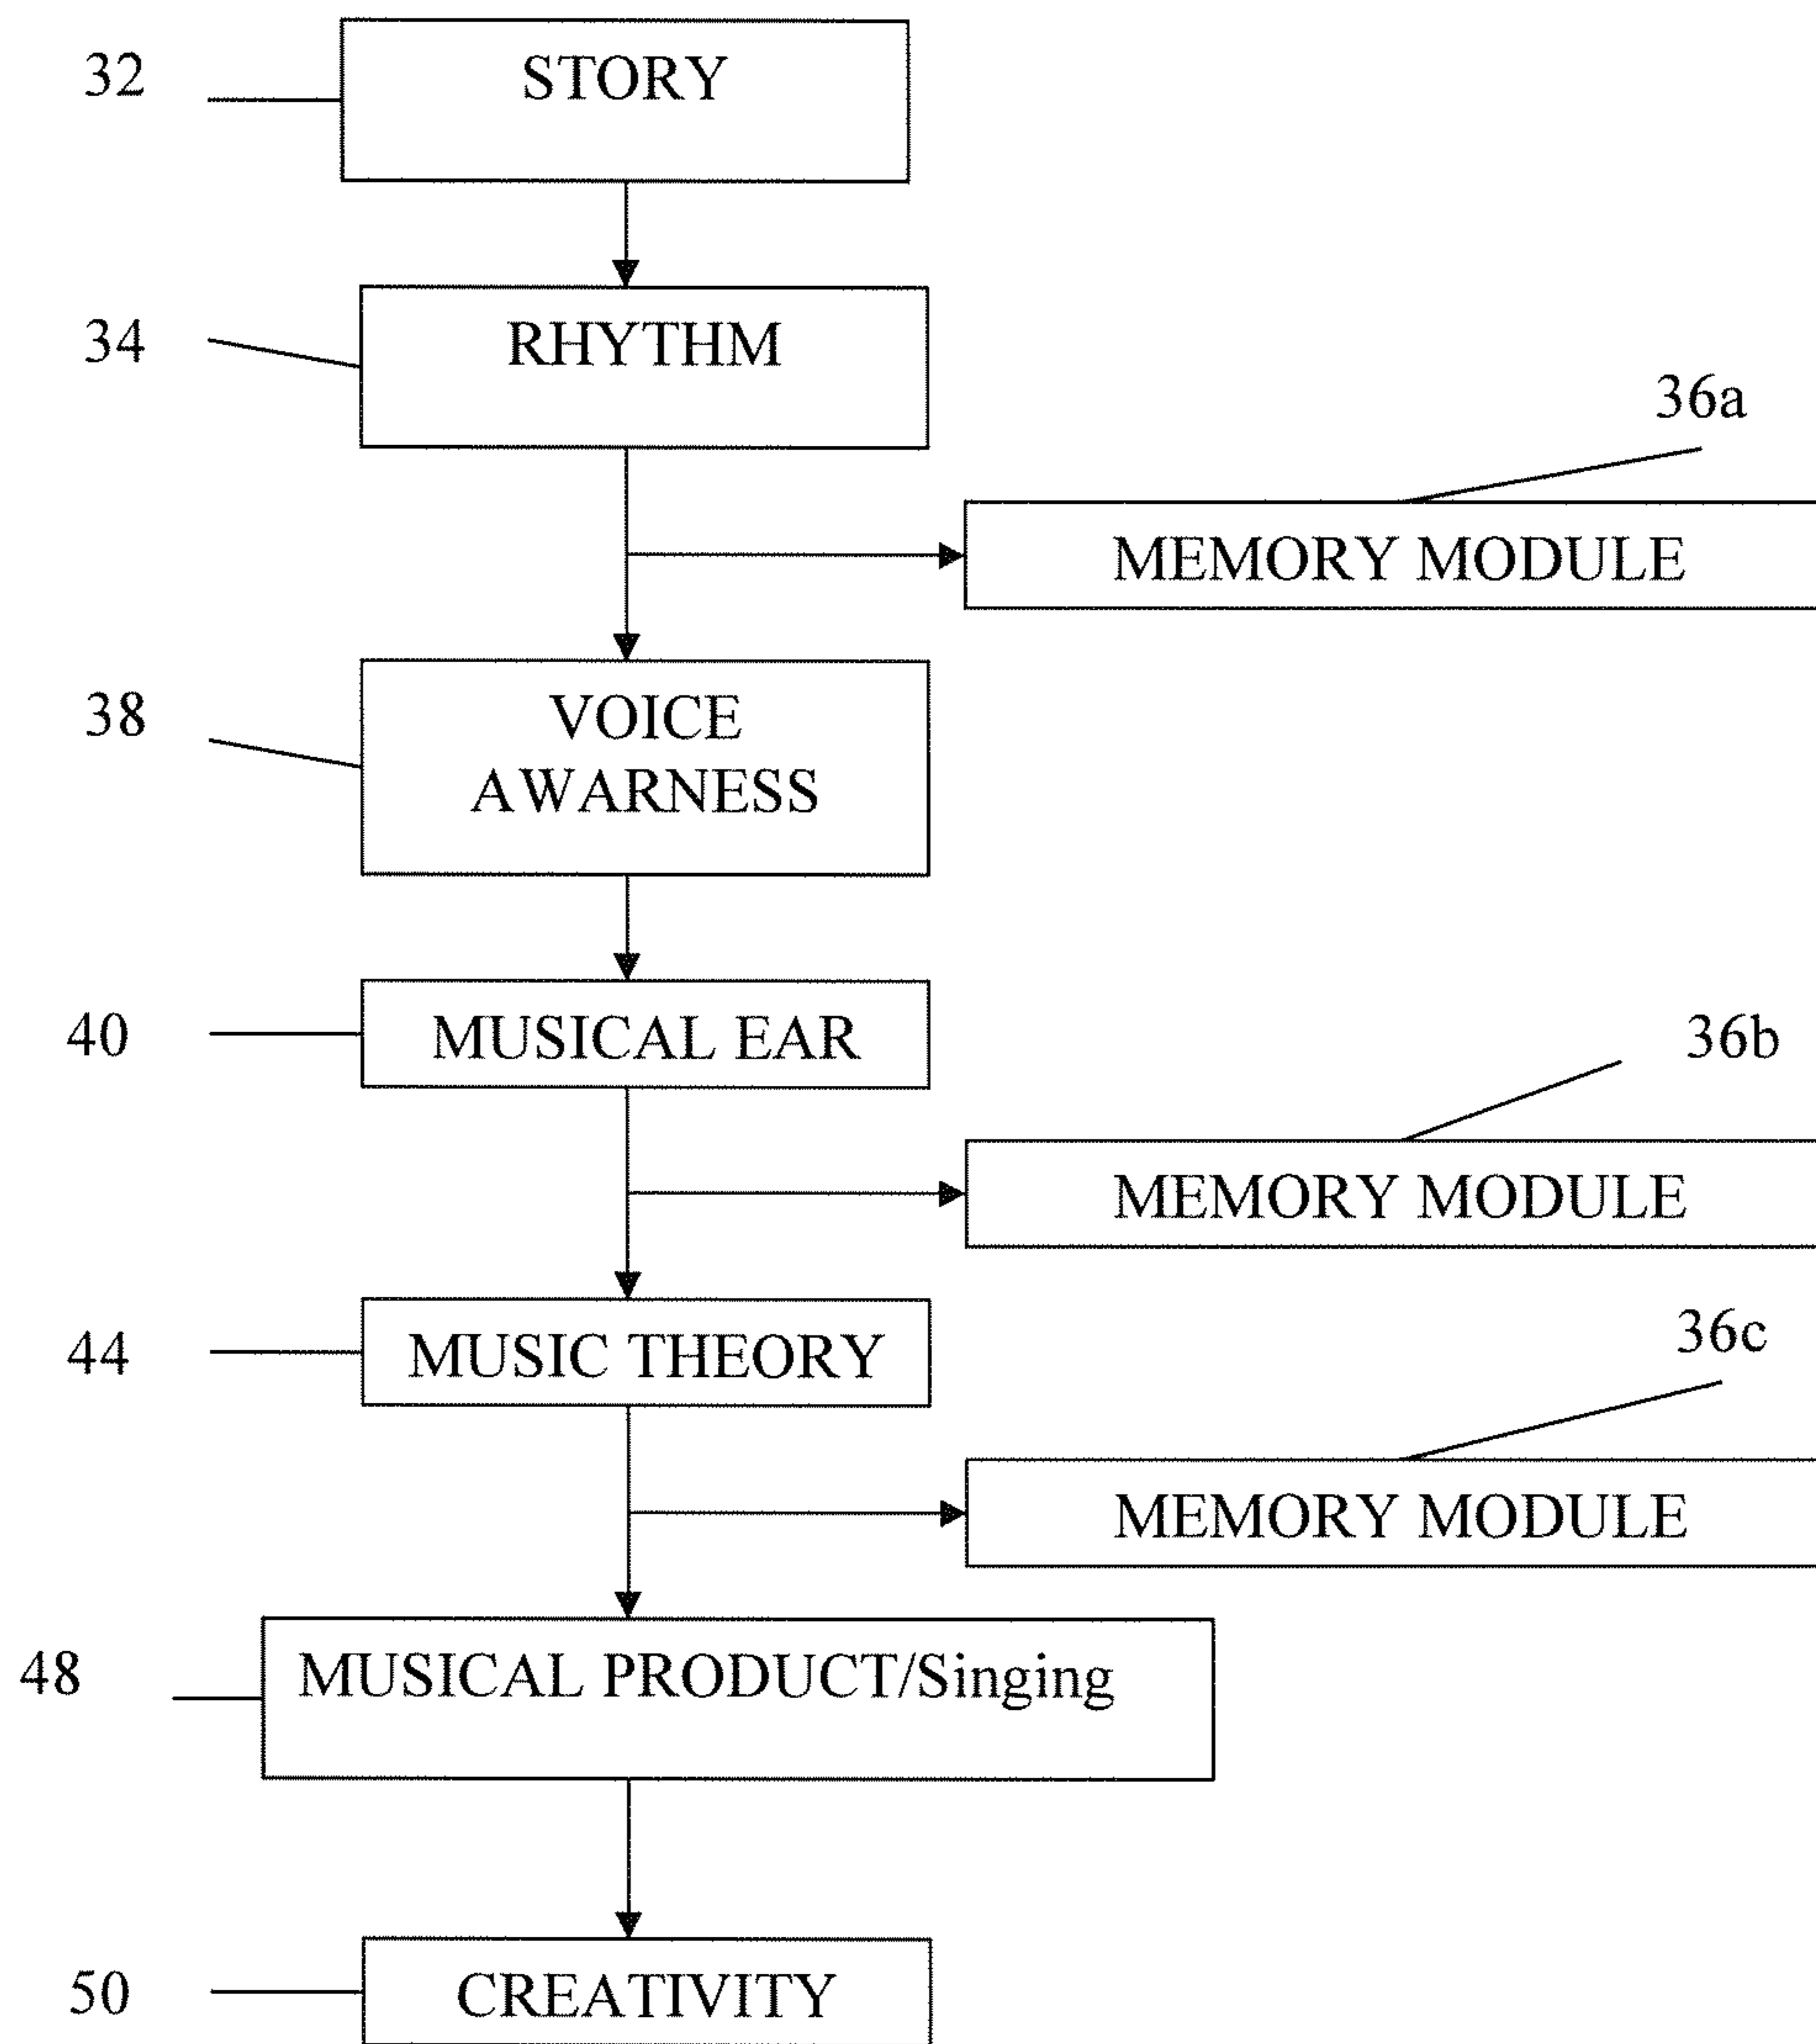 32
STORY
34
RHYTHM
36a
MEMORY MODULE
38
VOICE
AWARNESS
40
MUSICAL EAR
36b
MEMORY MODULE
44
MUSIC THEORY
36c
MEMORY MODULE
48
MUSICAL PRODUCT/Singing
50
CREATIVITY